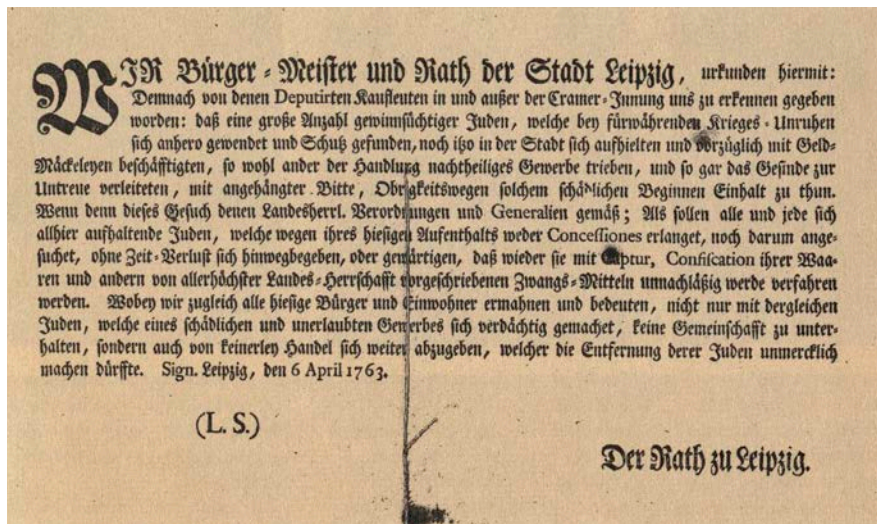 WIR Bürger-Meister und Rath der Stadt Leipzig, urkunden hiermit:
Demnach von denen Deputirten Kaufleuten in und außer der Cramer-Innung uns zu erkennen gegeben
worden: daß eine große Anzahl gewinnsüchtiger Juden, welche bey fürwährenden Krieges-Unruhen
sich anhero gewendet und Schutz gefunden, noch itzo in der Stadt sich aufhielten und vorzüglich mit Geld-
Mäckeleyen beschäfftigten, so wohl ander der Handlung nachtheiliges Gewerbe trieben, und so gar das Gesinde zur
Untreue verleiteten, mit angehängter Bitte, Obrigkeitswegen solchem schädlichen Beginnen Einhalt zu thun.
Wenn denn dieses Gesuch denen Landesherrl. Verordnungen und Generalien gemäß; Als sollen alle und jede sich
allhier aufhaltende Juden, welche wegen ihres hiesigen Aufenthalts weder Concessiones erlanget, noch darum ange-
suchet, ohne Zeit-Verlust sich hinwegbegeben, oder gewärtigen, daß wieder sie mit Captur, Confiscation ihrer Waa-
ren und andern von allerhöchster Landes-Herrschafft vorgeschriebenen Zwangs-Mitteln unnachläßig werde verfahren
werden. Wobey wir zugleich alle hiesige Bürger und Einwohner ermahnen und bedeuten, nicht nur mit dergleichen
Juden, welche eines schädlichen und unerlaubten Gewerbes sich verdächtig gemachet, keine Gemeinschafft zu unter-
halten, sondern auch von keinerley Handel sich weiter abzugeben, welcher die Entfernung derer Juden unmercklich
machen dürffte. Sign. Leipzig, den 6 April 1763.
(L. S.)
Der Rath zu Leipzig.